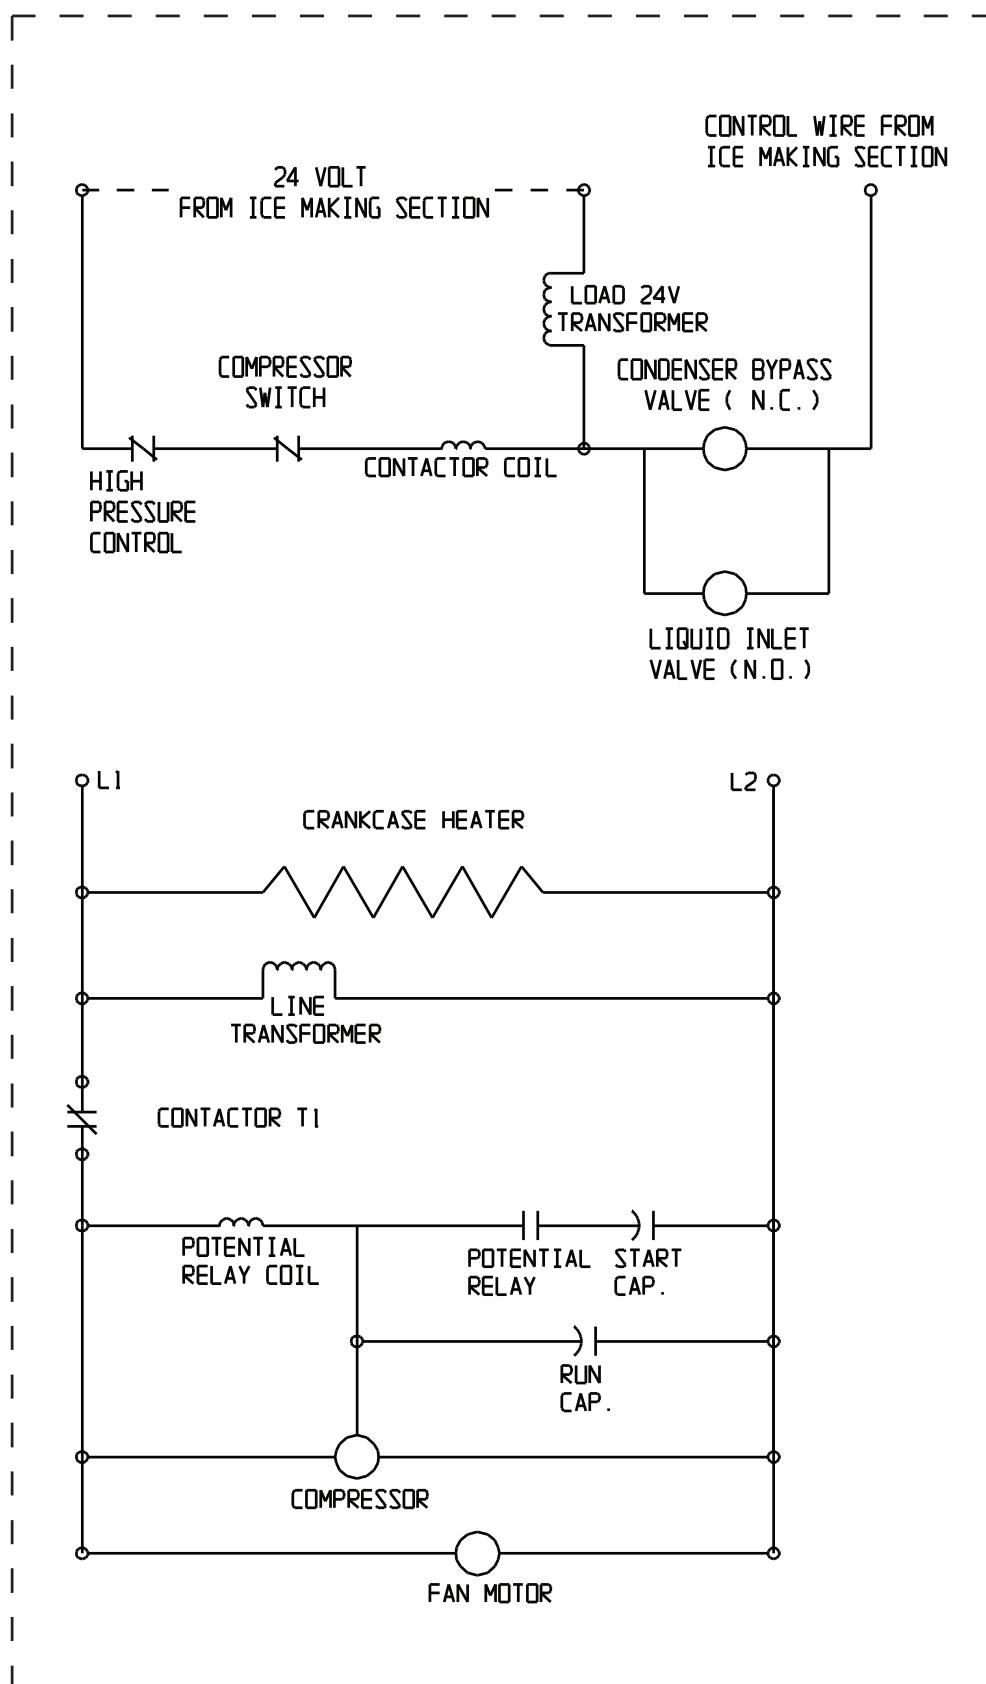 CONTROL WIRE FROM
ICE MAKING SECTION
24 VOLT
FROM ICE MAKING SECTION
LOAD 24V
TRANSFORMER
COMPRESSOR
SWITCH
CONDENSER BYPASS
VALVE ( N.C.)
CONTACTOR COIL
HIGH
PRESSURE
CONTROL
LIQUID INLET
VALVE (N.O.)
L1
L2
CRANKCASE HEATER
LINE
TRANSFORMER
CONTACTOR T1
POTENTIAL
RELAY COIL
POTENTIAL
RELAY
START
CAP.
RUN
CAP.
COMPRESSOR
FAN MOTOR